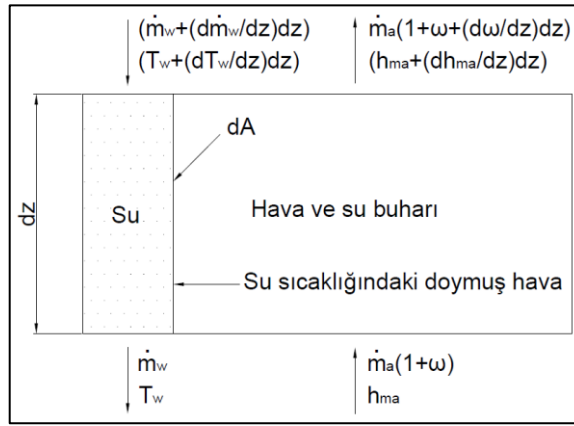 (ṁw+(dṁw/dz)dz)
(Tw+(dTw/dz)dz)
ṁa(1+ω+(dω/dz)dz)
(hma+(dhma/dz)dz)
dA
dz
Su
Hava ve su buharı
Su sıcaklığındaki doymuş hava
ṁw
Tw
ṁa(1+ω)
hma